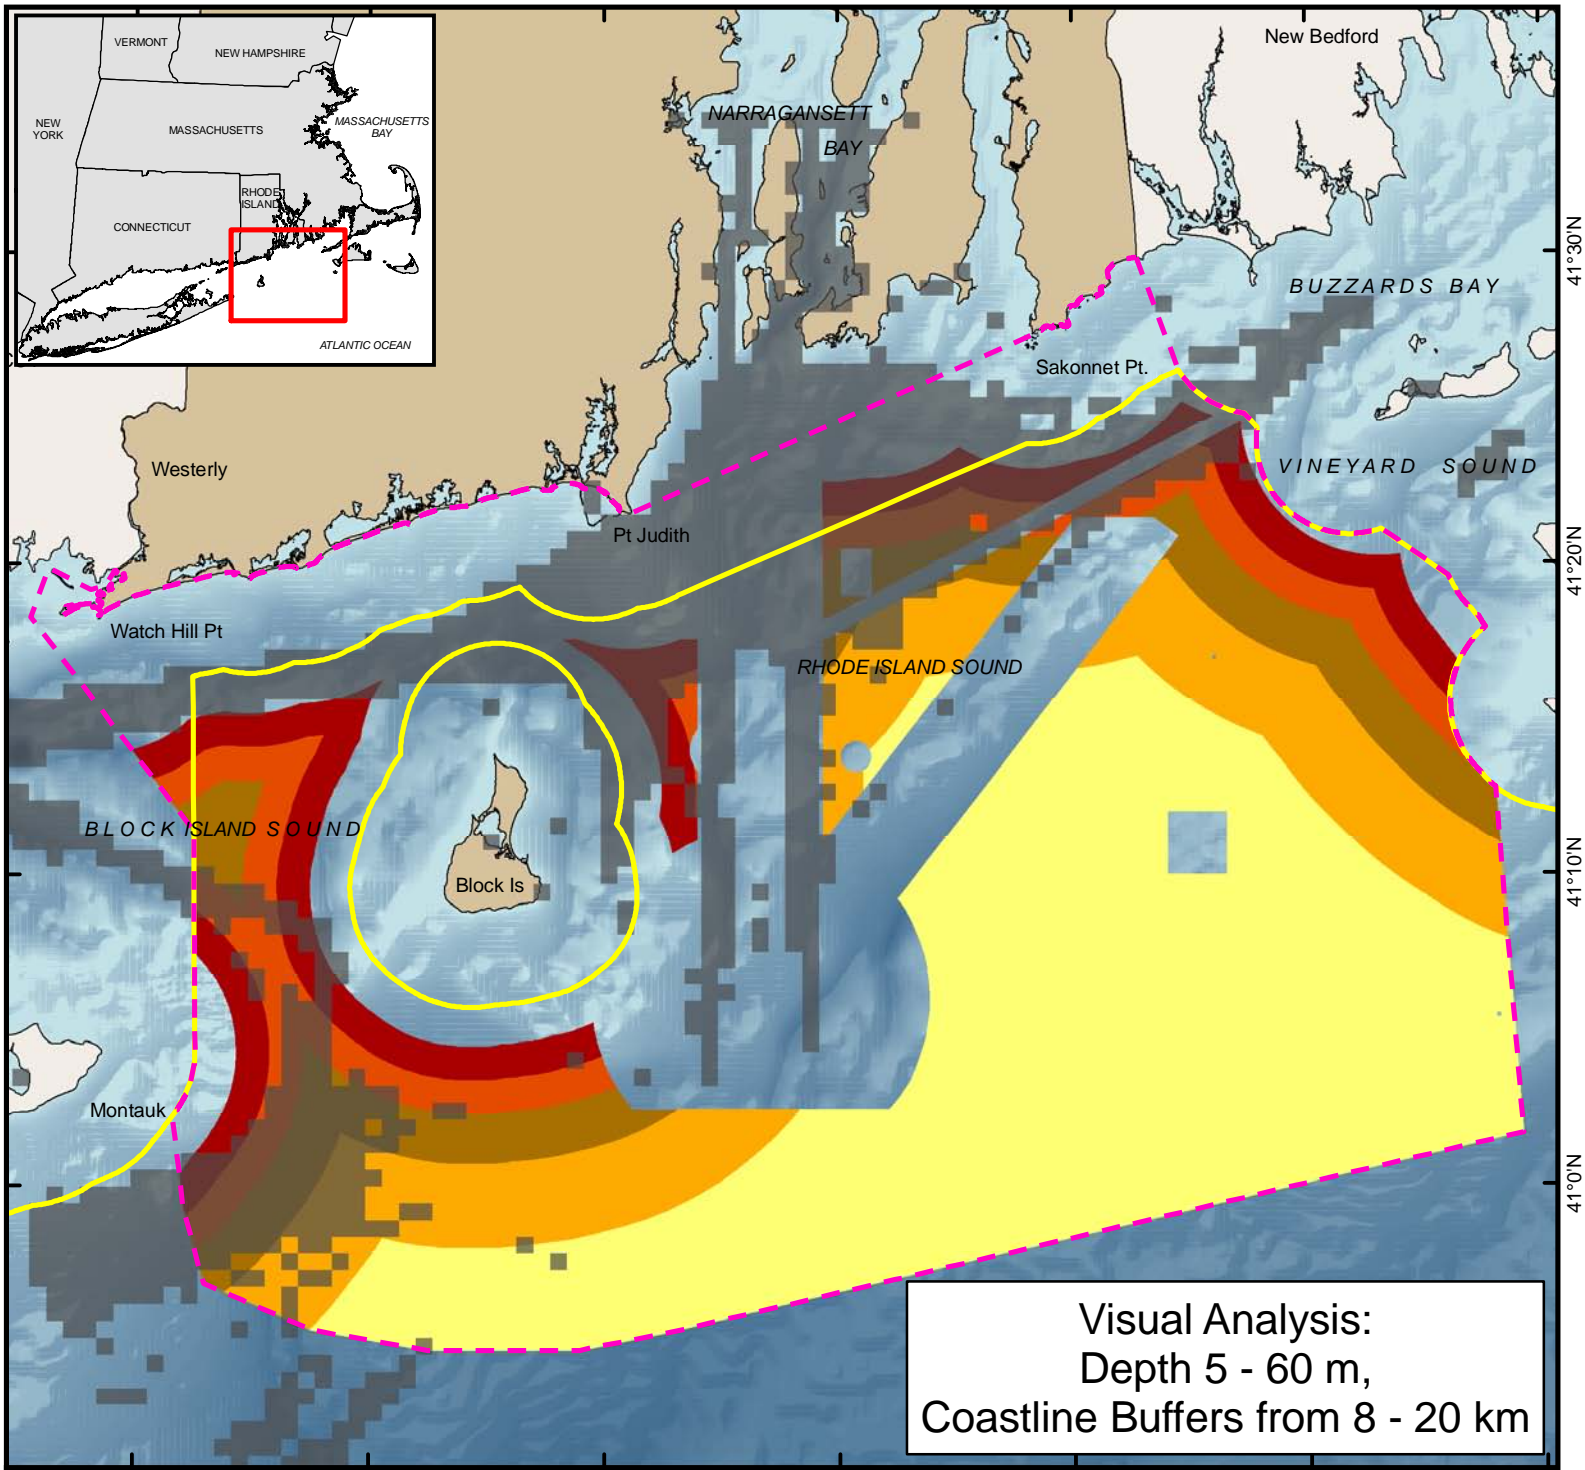 VERMONT
NEW HAMPSHIRE
NEW
YORK
MASSACHUSETTS
MASSACHUSETTS
BAY
RHODE
ISLAND
CONNECTICUT
ATLANTIC OCEAN
New Bedford
NARRAGANSETT
BAY
41°30'N
BUZZARDS BAY
Sakonnet Pt.
VINEYARD SOUND
Westerly
Pt Judith
41°20'N
Watch Hill Pt
RHODE ISLAND SOUND
BLOCK ISLAND SOUND
Block Is
41°10'N
Montauk
41°0'N
Visual Analysis:
Depth 5 - 60 m,
Coastline Buffers from 8 - 20 km